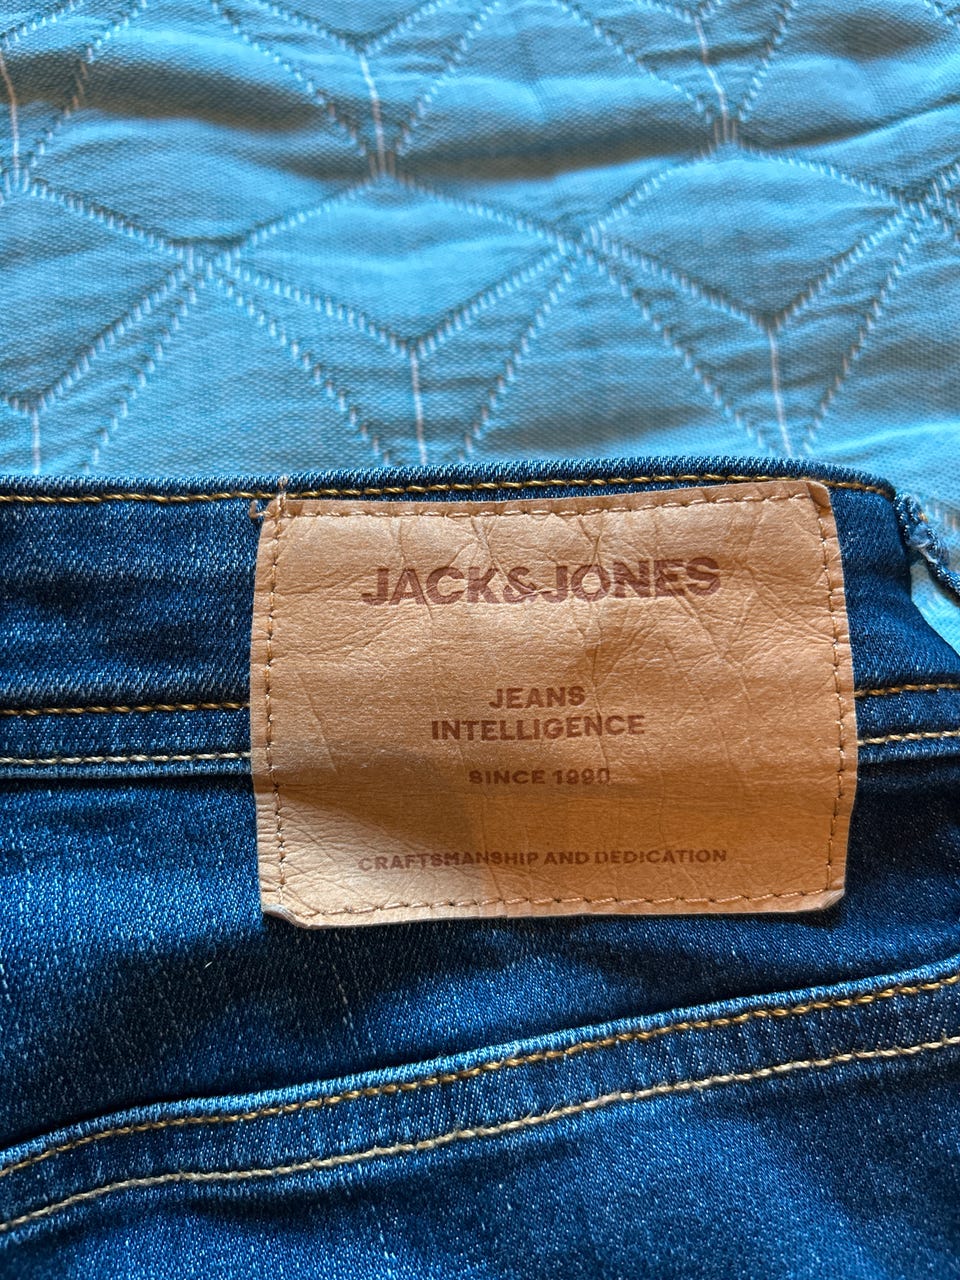 JACK&JONES
JEANS
INTELLIGENCE
SINCE 1990
CRAFTSMANSHIP AND DEDICATION